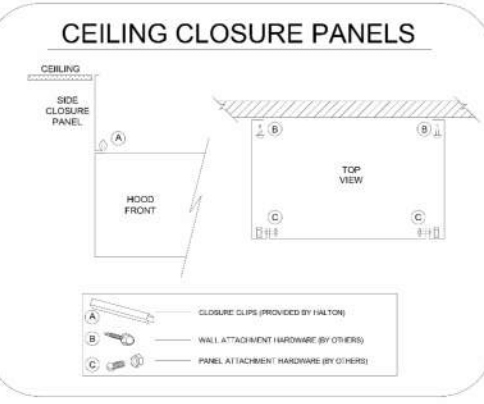 CEILING CLOSURE PANELS
CEIILING
SIDE
CLOSURE
PANEL
A
HOOD
FRONT
B
B
TOP
VIEW
C
C
A
CLOSURE CLIPS (PROVIDED BY HALTON)
B
WALL ATTACHMENT HARDWARE (BY OTHERS)
C
PANEL ATTACHMENT HARDWARE (BY OTHERS)